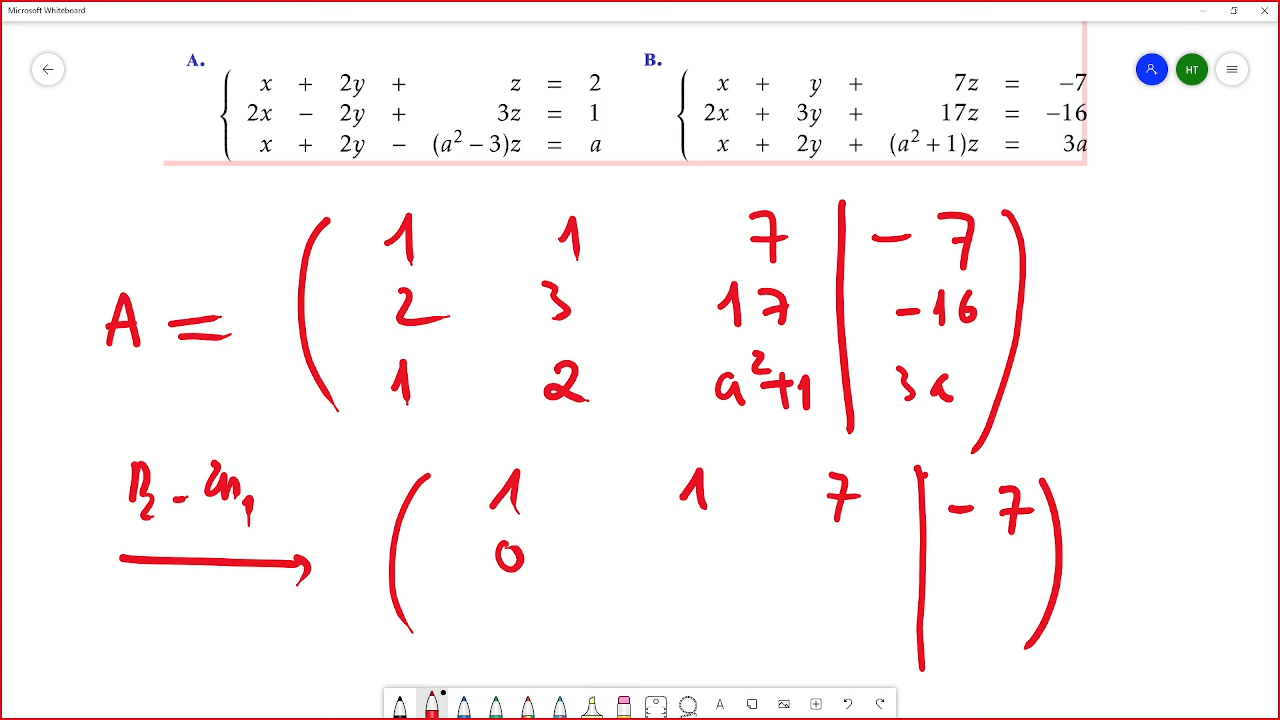 Microsoft Whiteboard
A.
x + 2y + z = 2
2x − 2y + 3z = 1
x + 2y − (a² − 3)z = a
B.
x + y + 7z = −7
2x + 3y + 17z = −16
x + 2y + (a² + 1)z = 3a
HT
1 1 7 | − 7
A = 2 3 17 | −16
1 2 a²+1 | 3a
1 1 7 | − 7
0
A